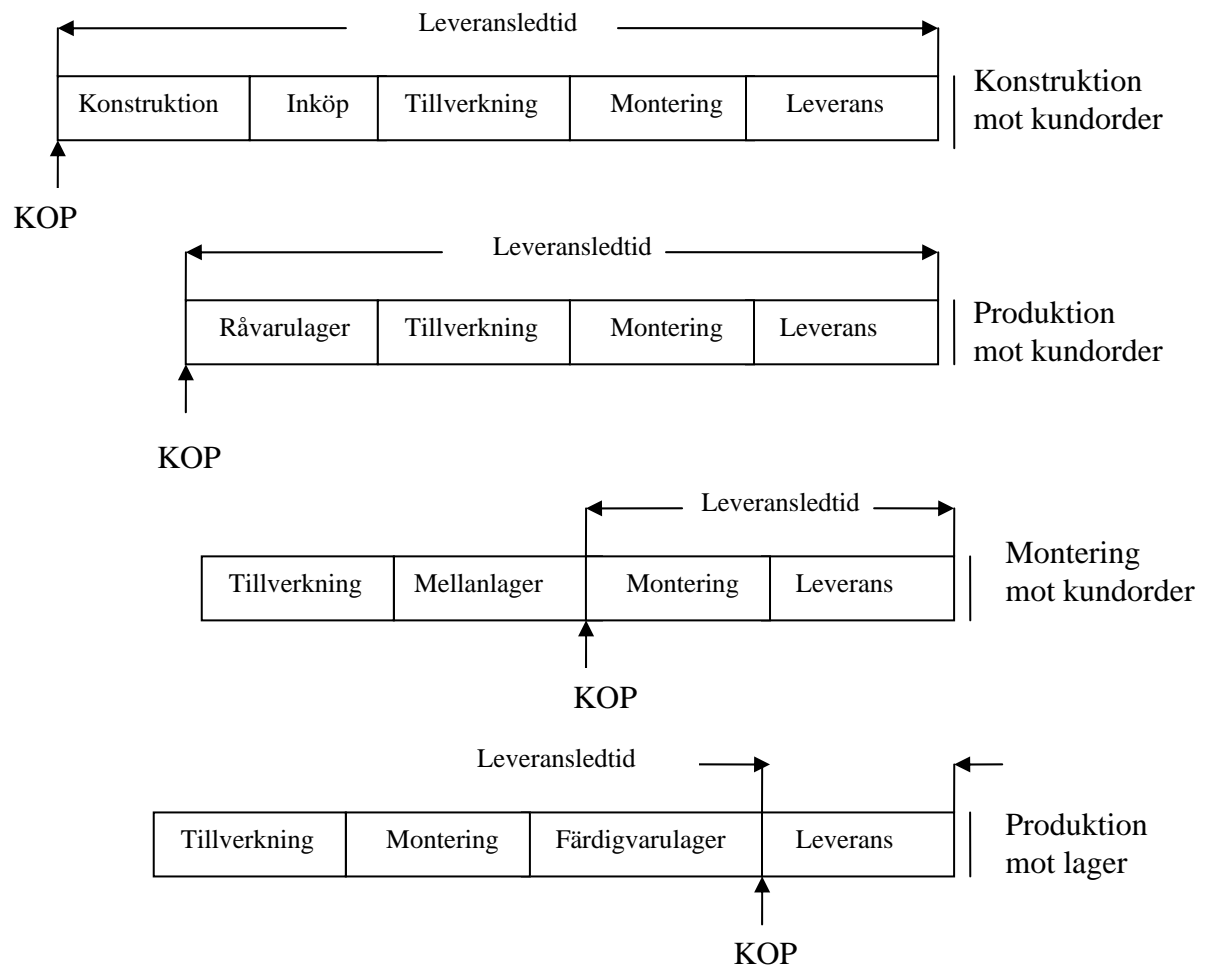 Leveransledtid
Konstruktion Inköp Tillverkning Montering Leverans
Konstruktion
mot kundorder
KOP
Leveransledtid
Råvarulager Tillverkning Montering Leverans
Produktion
mot kundorder
KOP
Leveransledtid
Tillverkning Mellanlager Montering Leverans
Montering
mot kundorder
KOP
Leveransledtid
Tillverkning Montering Färdigvarulager Leverans
Produktion
mot lager
KOP